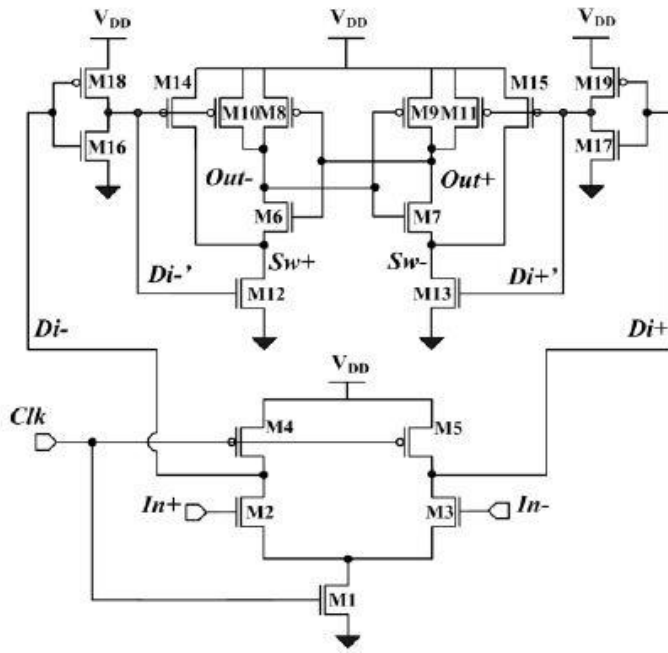 VDD VDD VDD
M18 M14 M15 M19
M10 M8 M9 M11
M16 M17
Out- Out+
M6 M7
Sw+ Sw-
Di-’ Di+’
M12 M13
Di- Di+
VDD
Clk
M4 M5
In+ M2 M3 In-
M1